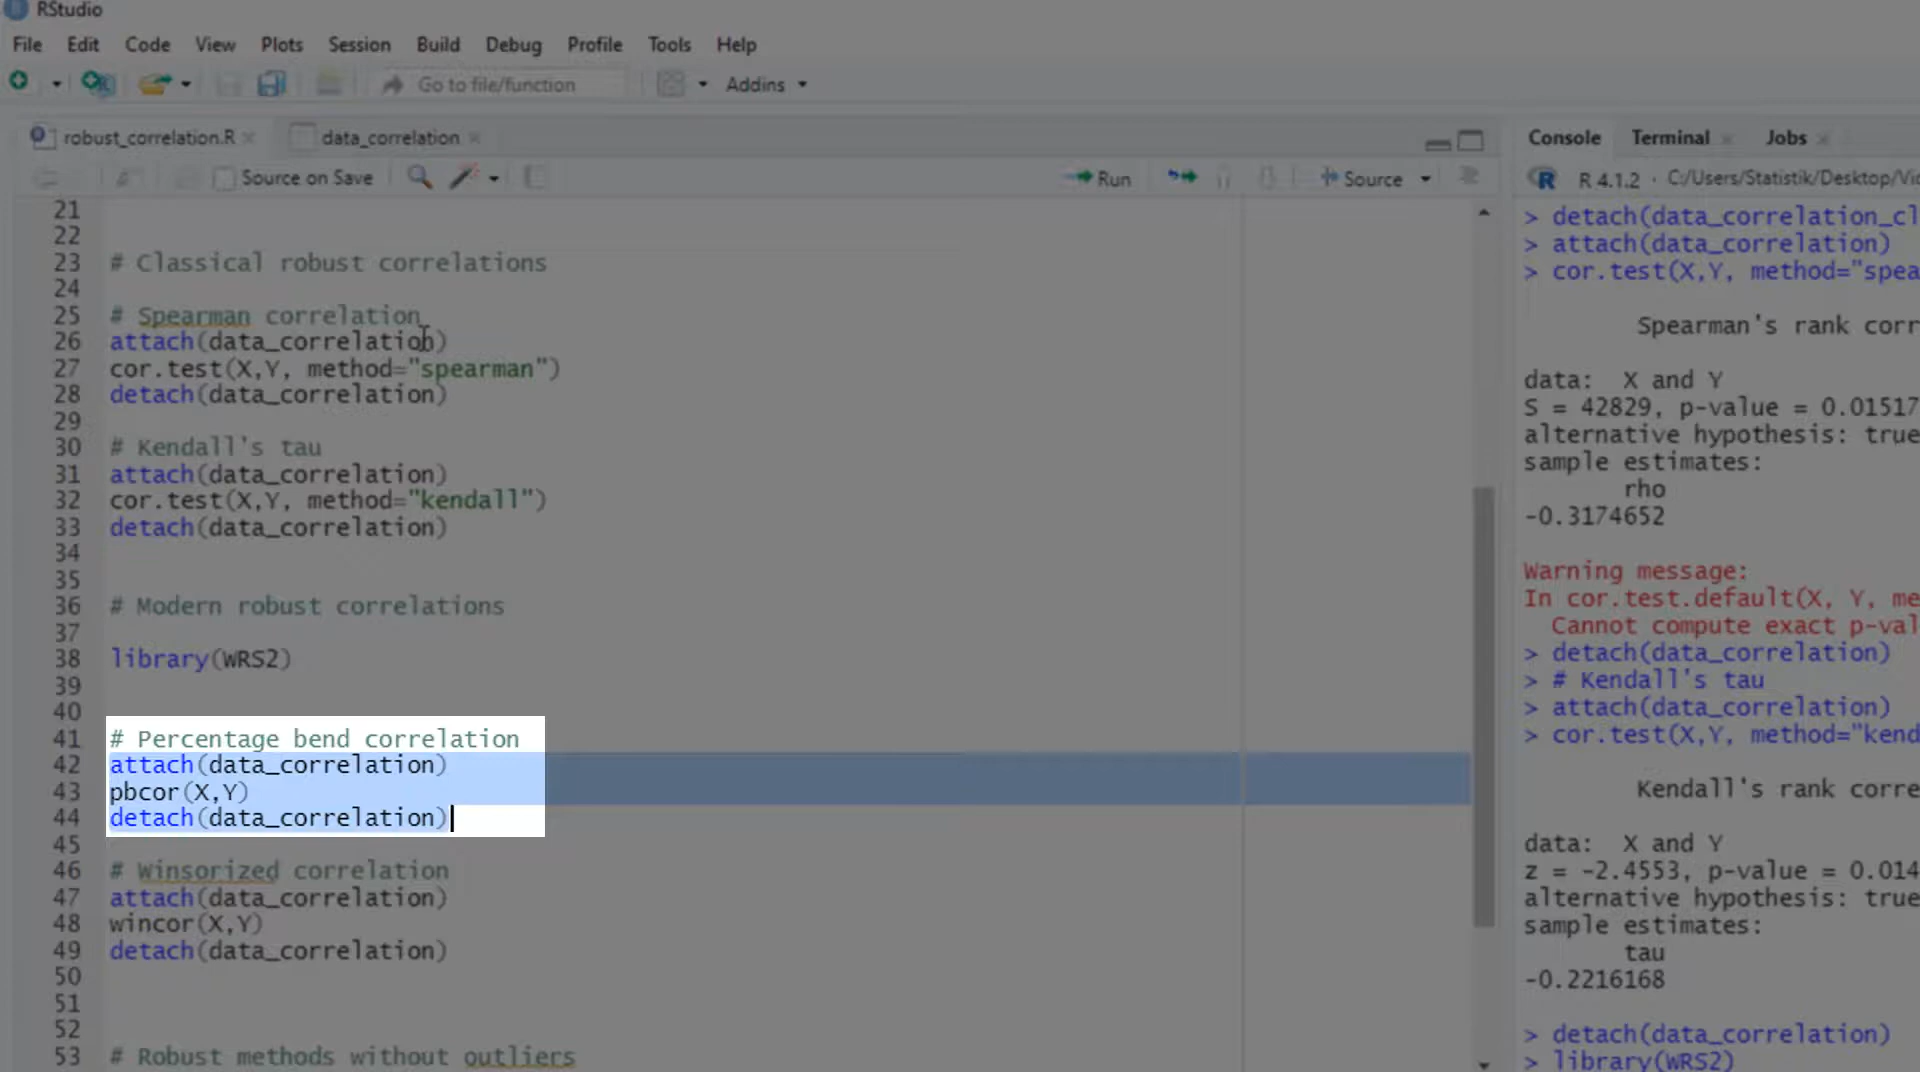 RStudio
File Edit Code View Plots Session Build Debug Profile Tools Help
Go to file/function Addins
robust_correlation.R data_correlation
Source on Save Run Source
21
22
23 # Classical robust correlations
24
25 # Spearman correlation
26 attach(data_correlation)
27 cor.test(X,Y, method="spearman")
28 detach(data_correlation)
29
30 # Kendall's tau
31 attach(data_correlation)
32 cor.test(X,Y, method="kendall")
33 detach(data_correlation)
34
35
36 # Modern robust correlations
37
38 library(WRS2)
39
40
41 # Percentage bend correlation
42 attach(data_correlation)
43 pbcor(X,Y)
44 detach(data_correlation)
45
46 # Winsorized correlation
47 attach(data_correlation)
48 wincor(X,Y)
49 detach(data_correlation)
50
51
52
53 # Robust methods without outliers
Console Terminal Jobs
R R 4.1.2 · C:/Users/Statistik/Desktop/Vi
> detach(data_correlation_cl
> attach(data_correlation)
> cor.test(X,Y, method="spea
Spearman's rank corr
data: X and Y
S = 42829, p-value = 0.01517
alternative hypothesis: true
sample estimates:
rho
-0.3174652
Warning message:
In cor.test.default(X, Y, me
Cannot compute exact p-val
> detach(data_correlation)
> # Kendall's tau
> attach(data_correlation)
> cor.test(X,Y, method="kend
Kendall's rank corre
data: X and Y
z = -2.4553, p-value = 0.014
alternative hypothesis: true
sample estimates:
tau
-0.2216168
> detach(data_correlation)
> library(WRS2)